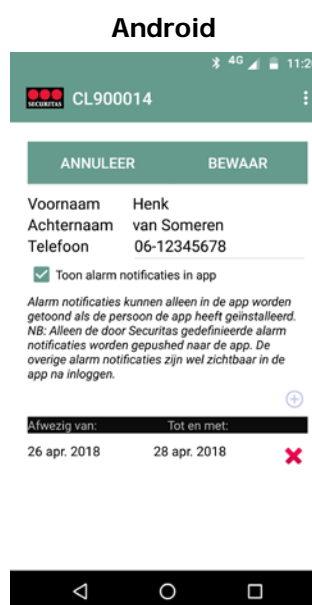 Android
4G 11:2
SECURITAS CL900014
ANNULEER BEWAAR
Voornaam Henk
Achternaam van Someren
Telefoon 06-12345678
Toon alarm notificaties in app
Alarm notificaties kunnen alleen in de app worden
getoond als de persoon de app heeft geïnstalleerd.
NB: Alleen de door Securitas gedefinieerde alarm
notificaties worden gepushed naar de app. De
overige alarm notificaties zijn wel zichtbaar in de
app na inloggen.
Afwezig van: Tot en met:
26 apr. 2018 28 apr. 2018